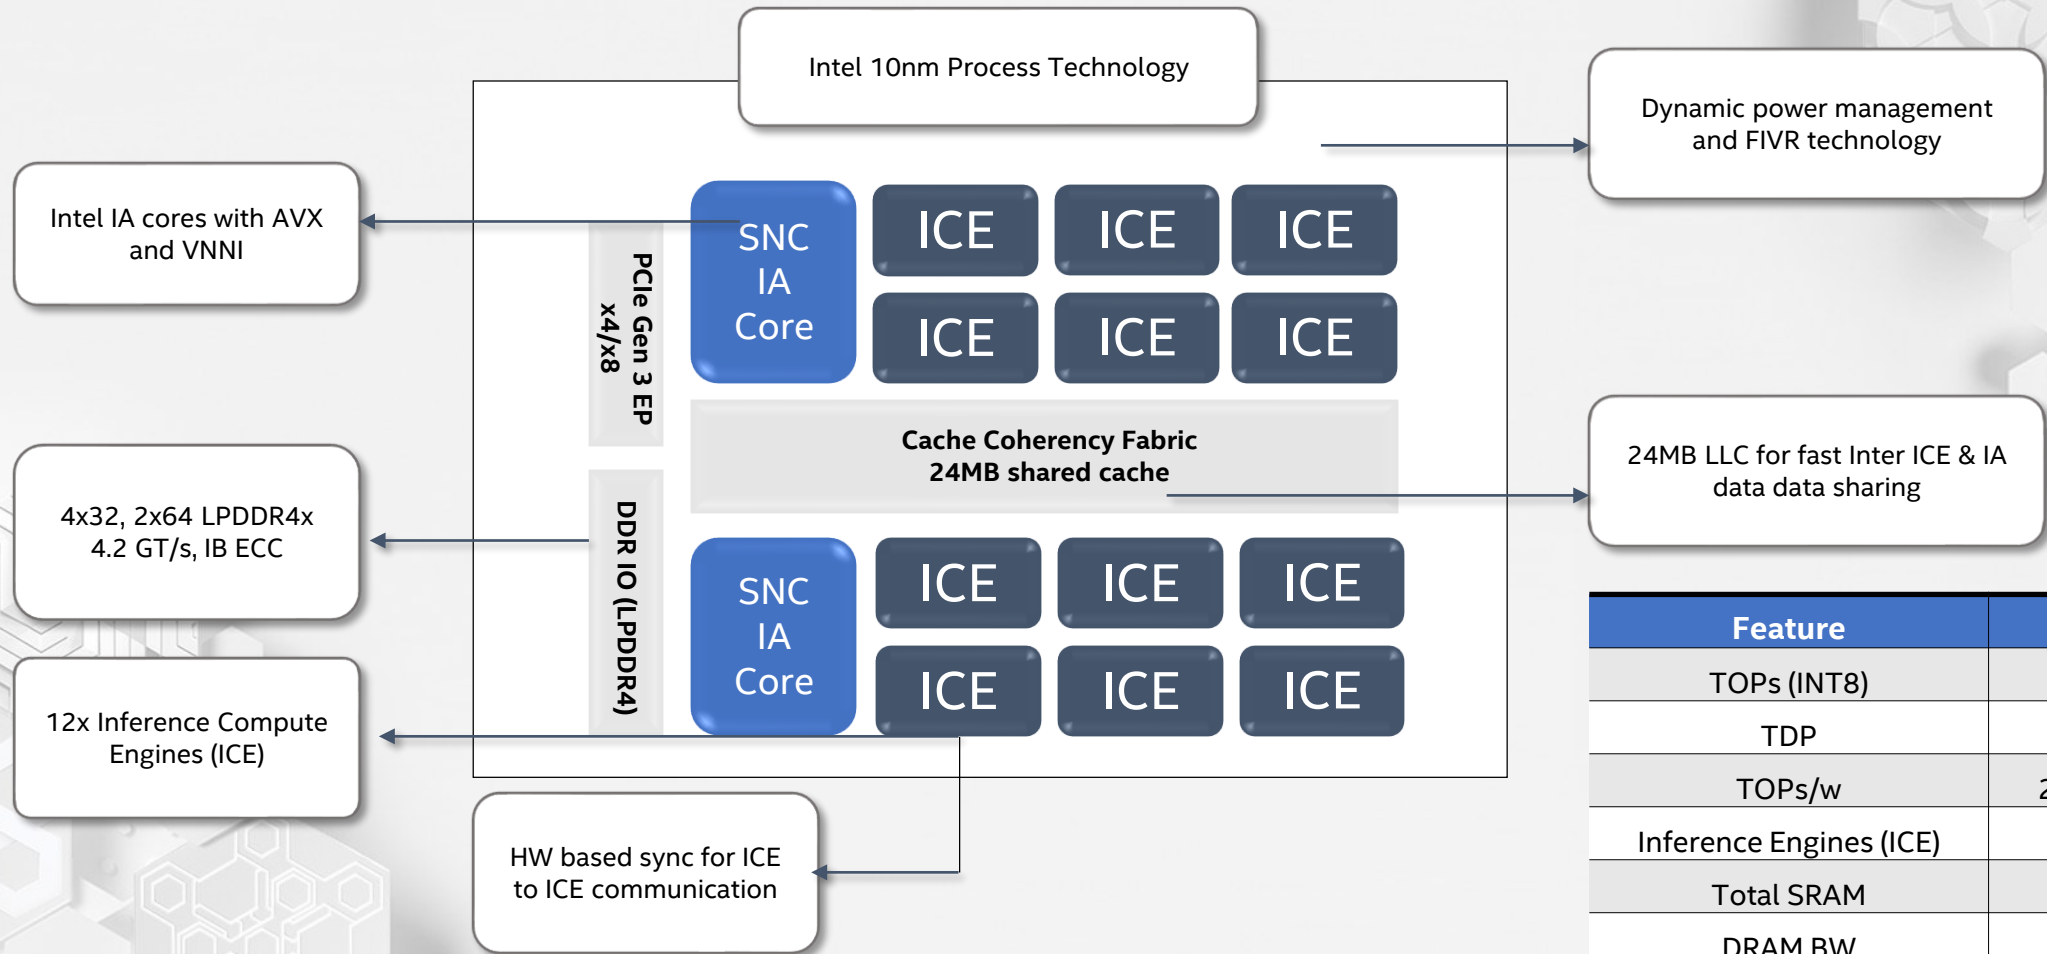 Intel 10nm Process Technology
Dynamic power management
and FIVR technology
Intel IA cores with AVX
and VNNI
PCIe Gen 3 EP
x4/x8
SNC
IA
Core
ICE
ICE
ICE
ICE
ICE
ICE
Cache Coherency Fabric
24MB shared cache
24MB LLC for fast Inter ICE & IA
data data sharing
4x32, 2x64 LPDDR4x
4.2 GT/s, IB ECC
DDR IO (LPDDR4)
SNC
IA
Core
ICE
ICE
ICE
ICE
ICE
ICE
12x Inference Compute
Engines (ICE)
HW based sync for ICE
to ICE communication
Feature
TOPs (INT8)
TDP
TOPs/w
Inference Engines (ICE)
Total SRAM
DRAM BW